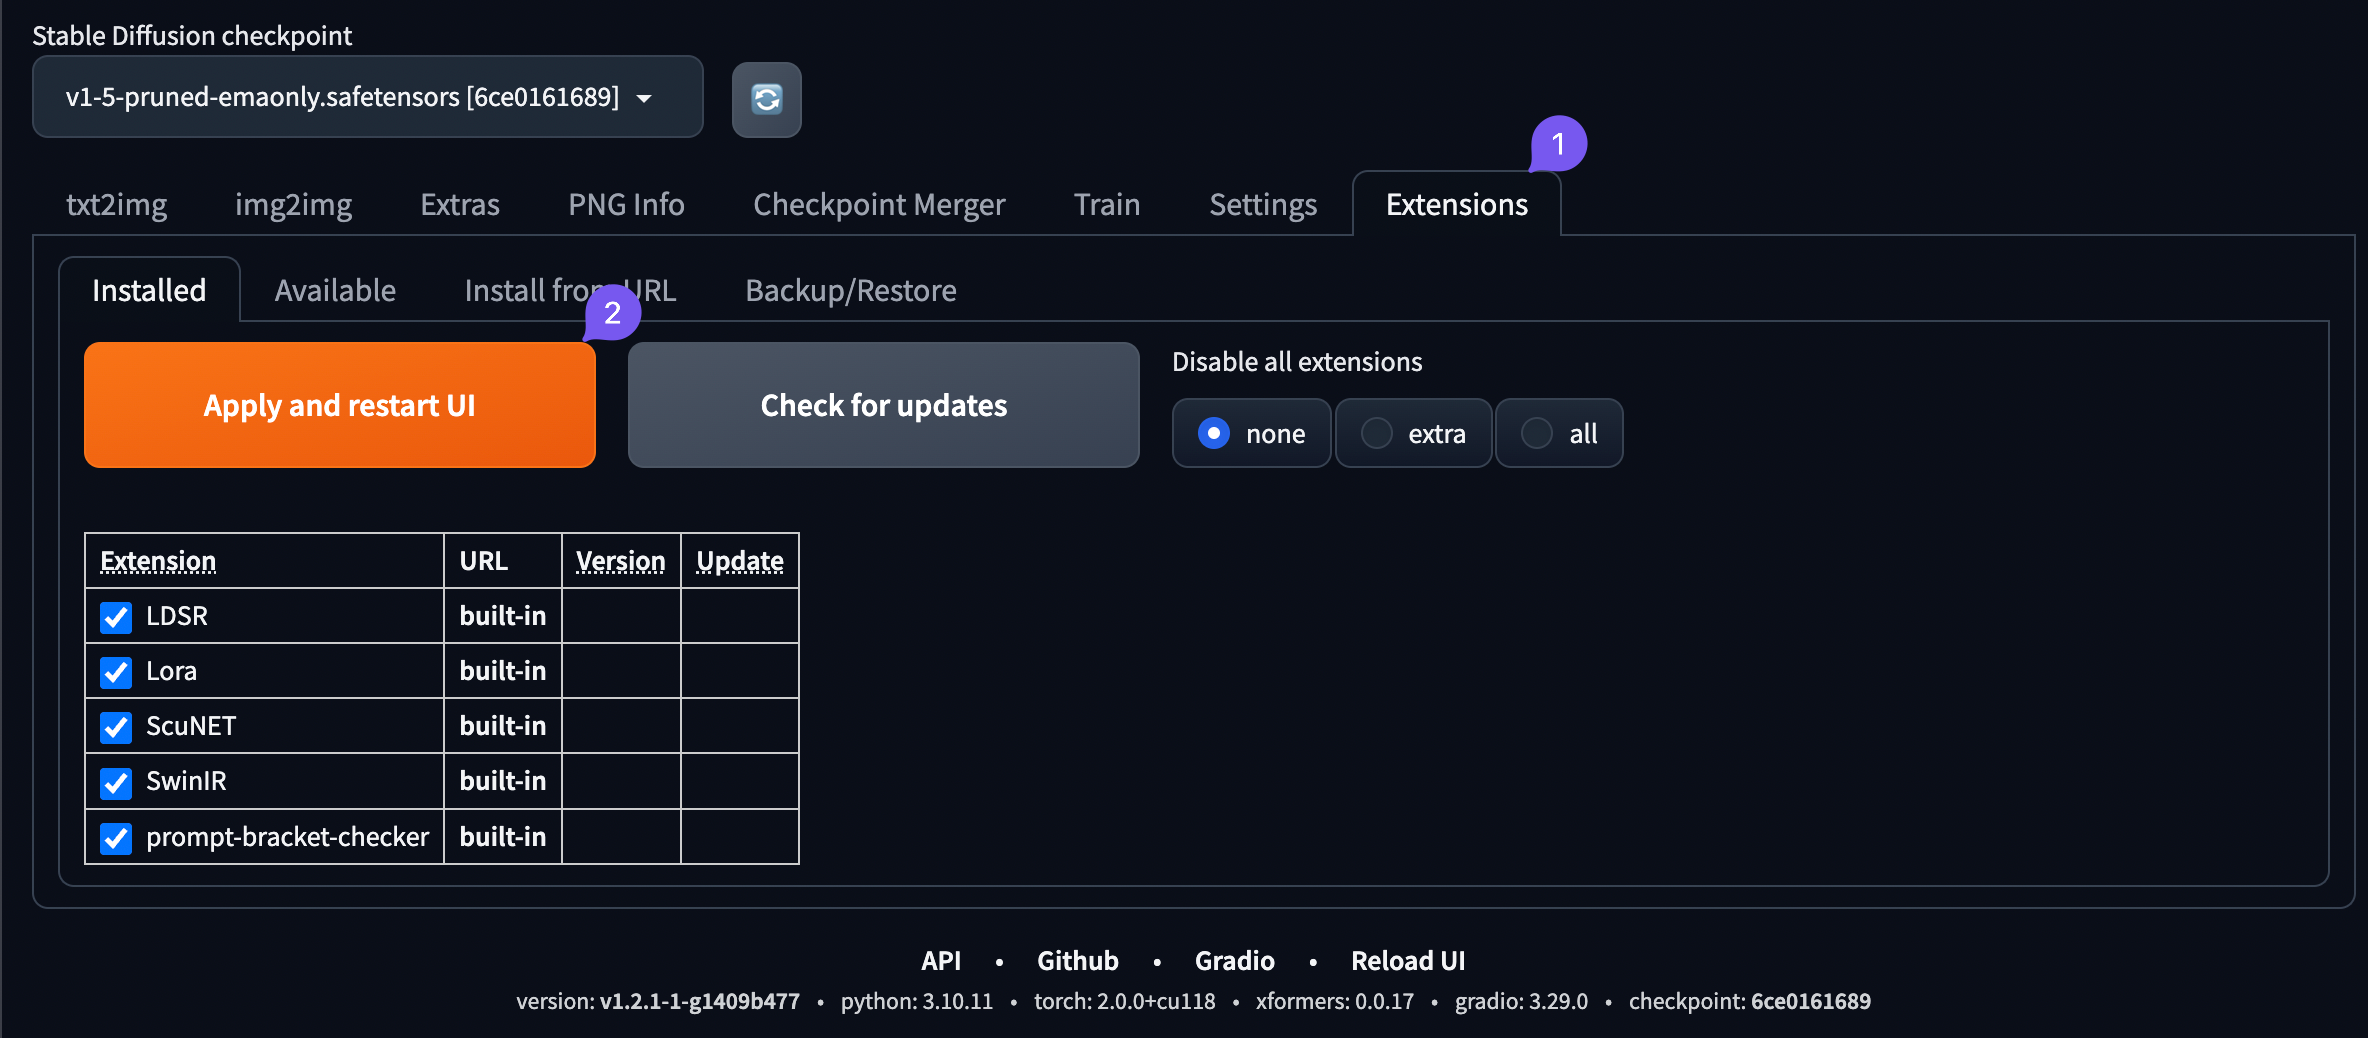 Stable Diffusion checkpoint
v1-5-pruned-emaonly.safetensors [6ce0161689]
1
txt2img img2img Extras PNG Info Checkpoint Merger Train Settings Extensions
Installed Available Install from URL Backup/Restore
2
Apply and restart UI Check for updates
Disable all extensions
none extra all
Extension URL Version Update
LDSR built-in
Lora built-in
ScuNET built-in
SwinIR built-in
prompt-bracket-checker built-in
API • Github • Gradio • Reload UI
version: v1.2.1-1-g1409b477 • python: 3.10.11 • torch: 2.0.0+cu118 • xformers: 0.0.17 • gradio: 3.29.0 • checkpoint: 6ce0161689